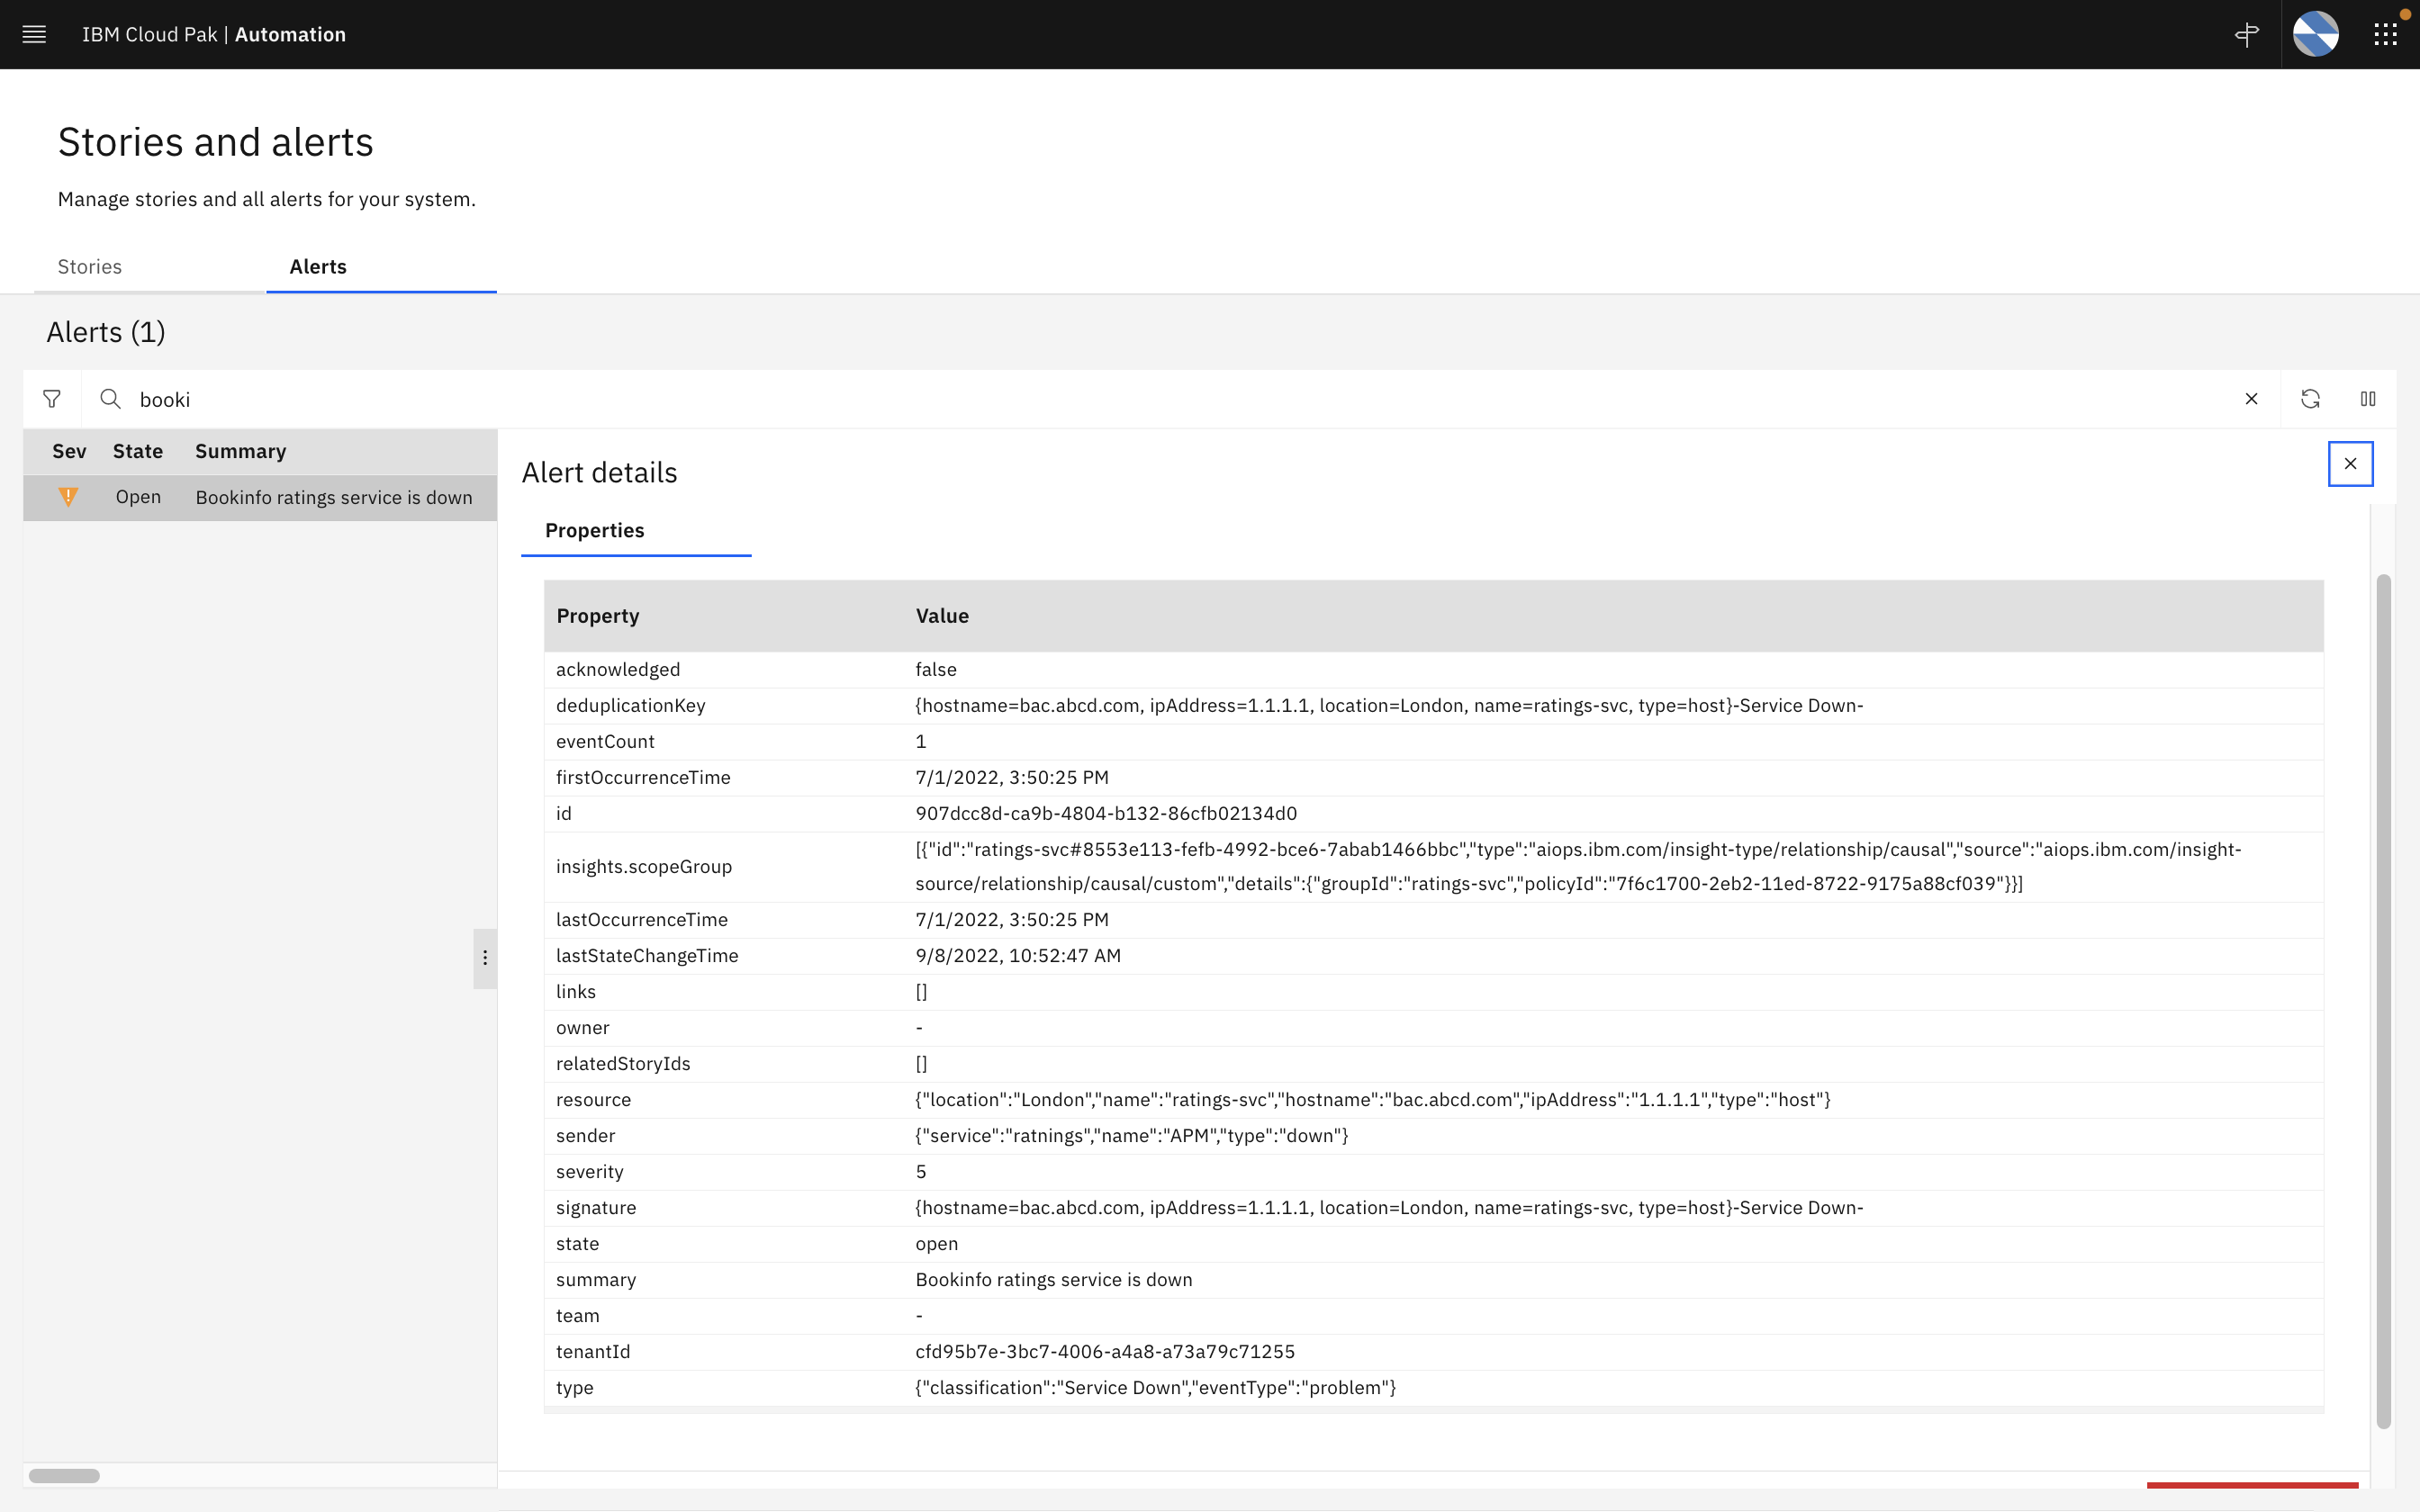 IBM Cloud Pak | Automation
Stories and alerts
Manage stories and all alerts for your system.
Stories Alerts
Alerts (1)
booki
Sev State Summary
Open Bookinfo ratings service is down
Alert details
Properties
Property Value
acknowledged false
deduplicationKey {hostname=bac.abcd.com, ipAddress=1.1.1.1, location=London, name=ratings-svc, type=host}-Service Down-
eventCount 1
firstOccurrenceTime 7/1/2022, 3:50:25 PM
id 907dcc8d-ca9b-4804-b132-86cfb02134d0
insights.scopeGroup [{"id":"ratings-svc#8553e113-fefb-4992-bce6-7abab1466bbc","type":"aiops.ibm.com/insight-type/relationship/causal","source":"aiops.ibm.com/insight-
source/relationship/causal/custom","details":{"groupId":"ratings-svc","policyId":"7f6c1700-2eb2-11ed-8722-9175a88cf039"}}]
lastOccurrenceTime 7/1/2022, 3:50:25 PM
lastStateChangeTime 9/8/2022, 10:52:47 AM
links []
owner -
relatedStoryIds []
resource {"location":"London","name":"ratings-svc","hostname":"bac.abcd.com","ipAddress":"1.1.1.1","type":"host"}
sender {"service":"ratnings","name":"APM","type":"down"}
severity 5
signature {hostname=bac.abcd.com, ipAddress=1.1.1.1, location=London, name=ratings-svc, type=host}-Service Down-
state open
summary Bookinfo ratings service is down
team -
tenantId cfd95b7e-3bc7-4006-a4a8-a73a79c71255
type {"classification":"Service Down","eventType":"problem"}